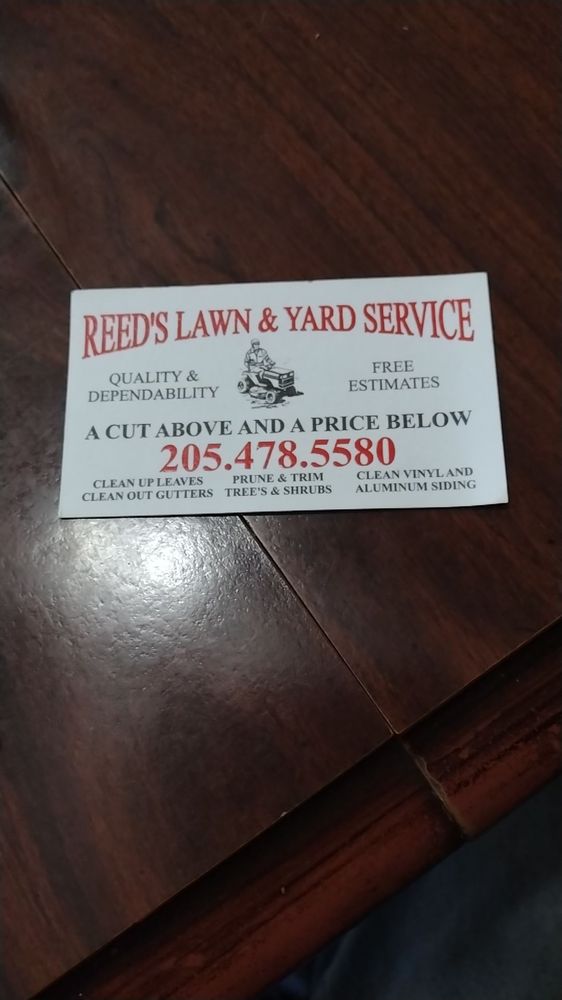 REED'S LAWN & YARD SERVICE
QUALITY &
DEPENDABILITY
FREE
ESTIMATES
A CUT ABOVE AND A PRICE BELOW
205.478.5580
CLEAN UP LEAVES
CLEAN OUT GUTTERS
PRUNE & TRIM
TREE'S & SHRUBS
CLEAN VINYL AND
ALUMINUM SIDING